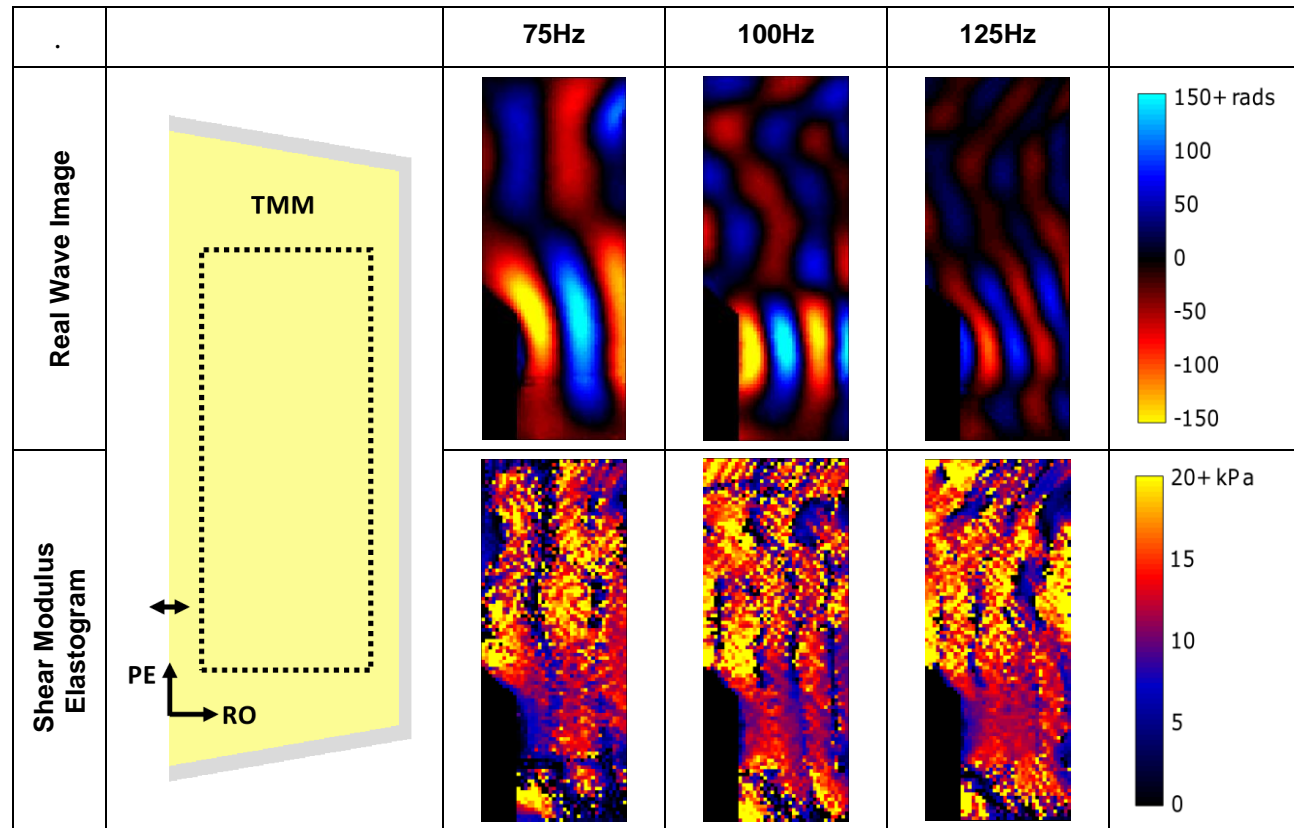 .
75Hz
100Hz
125Hz
Real Wave Image
TMM
150+ rads
100
50
0
-50
-100
-150
Shear Modulus
Elastogram
PE
RO
20+ kPa
15
10
5
0